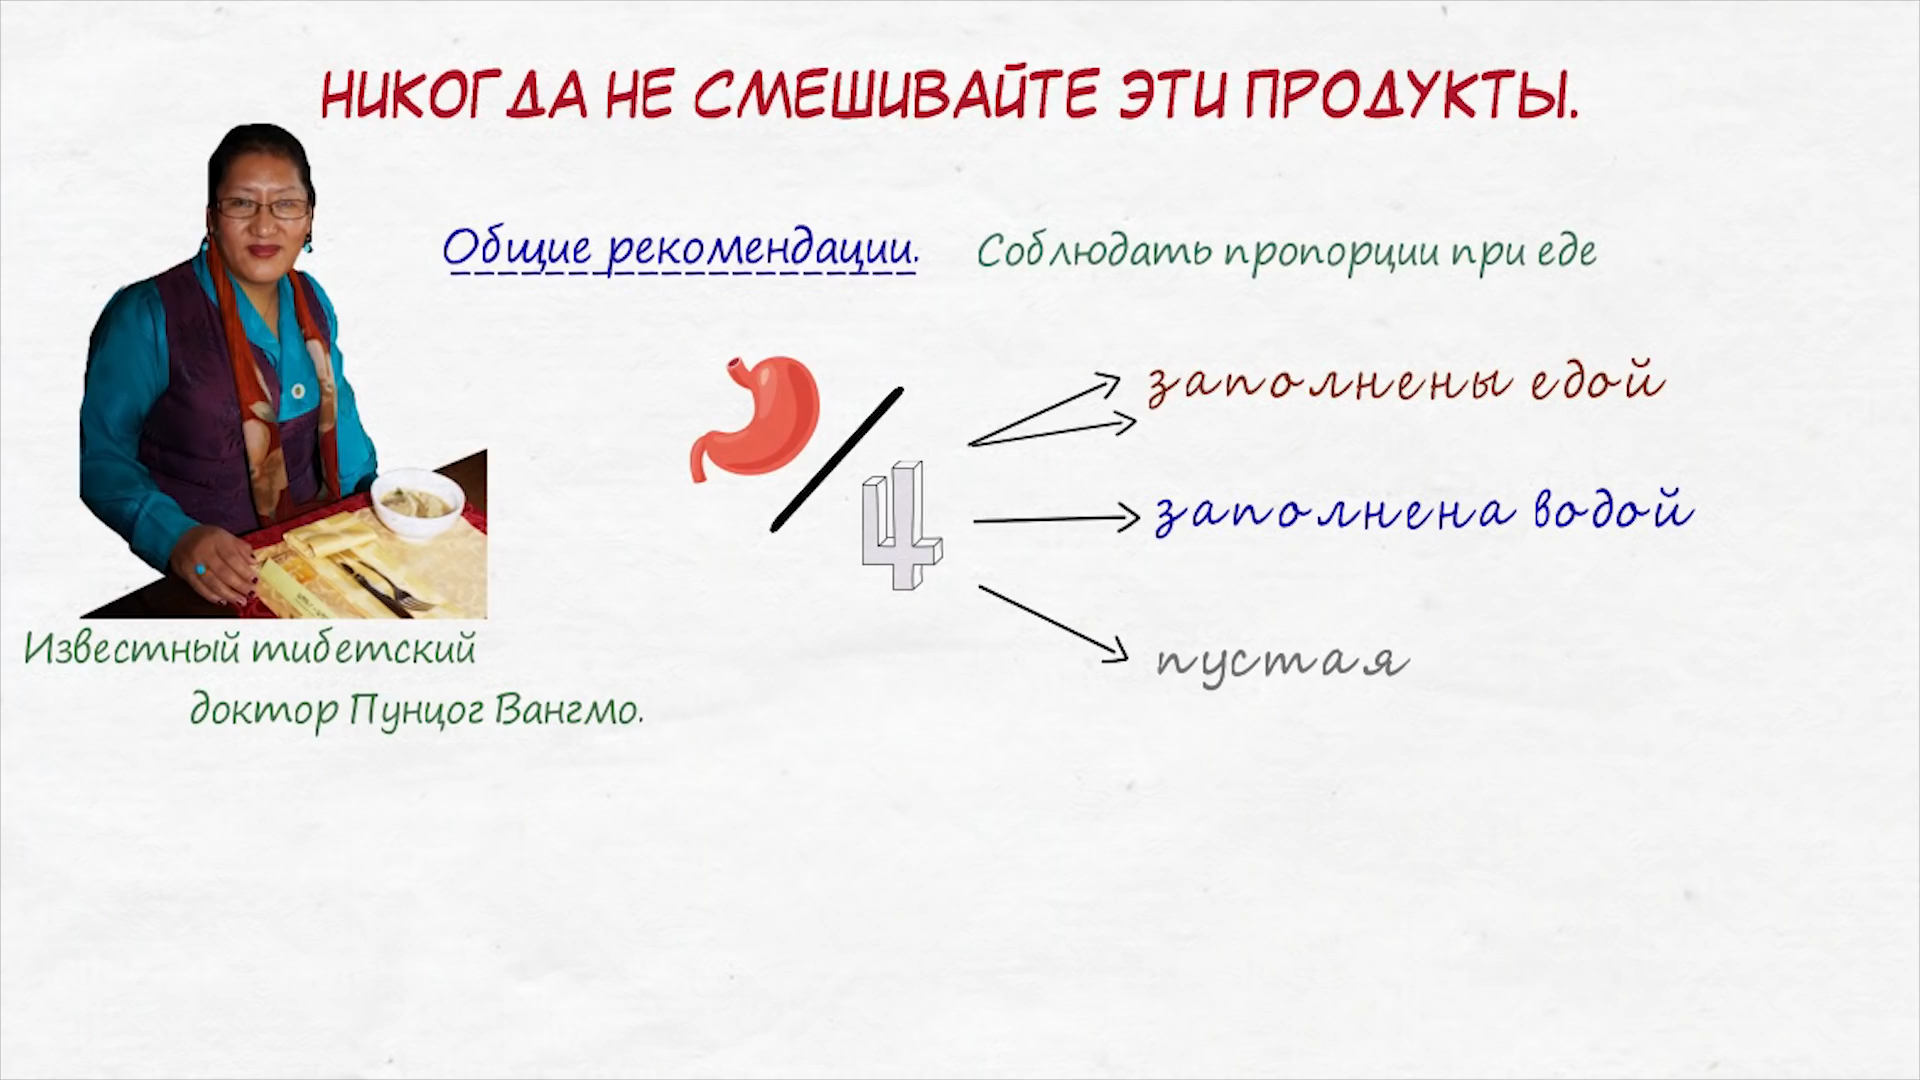 НИКОГДА НЕ СМЕШИВАЙТЕ ЭТИ ПРОДУКТЫ.
Общие рекомендации.
Соблюдать пропорции при еде
4
заполнены едой
заполнена водой
пустая
Известный тибетский
доктор Пунцог Вангмо.